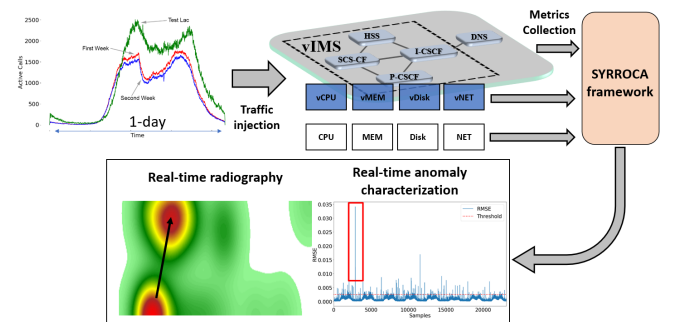 2500
2000
1500
1000
500
0
Active Calls
Test Lac
First Week
Second Week
1-day
Time
Traffic
injection
vIMS
HSS
DNS
SCS-CF
I-CSCF
P-CSCF
vCPU
vMEM
vDisk
vNET
CPU
MEM
Disk
NET
Metrics
Collection
SYRROCA
framework
Real-time radiography
Real-time anomaly
characterization
0.035
0.030
0.025
0.020
0.015
0.010
0.005
0.000
RMSE
RMSE
Threshold
0
5000
10000
15000
20000
Samples